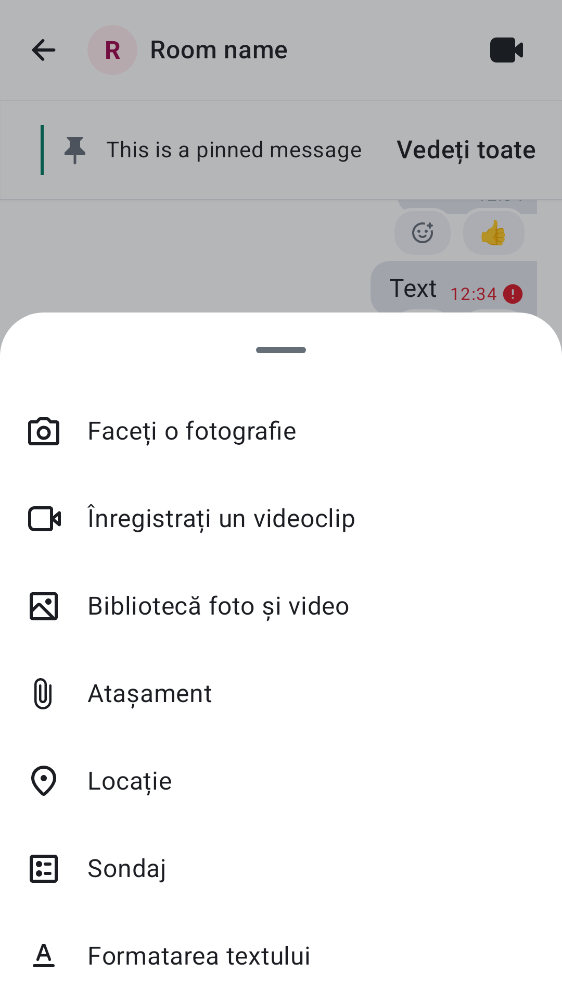 R Room name
This is a pinned message Vedeți toate
Text 12:34
Faceți o fotografie
Înregistrați un videoclip
Bibliotecă foto și video
Atașament
Locație
Sondaj
Formatarea textului